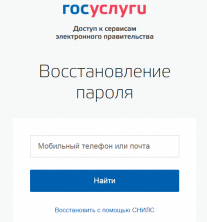 госуслуги
Доступ к сервисам
электронного правительства
Восстановление
пароля
Мобильный телефон или почта
Найти
Восстановить с помощью СНИЛС